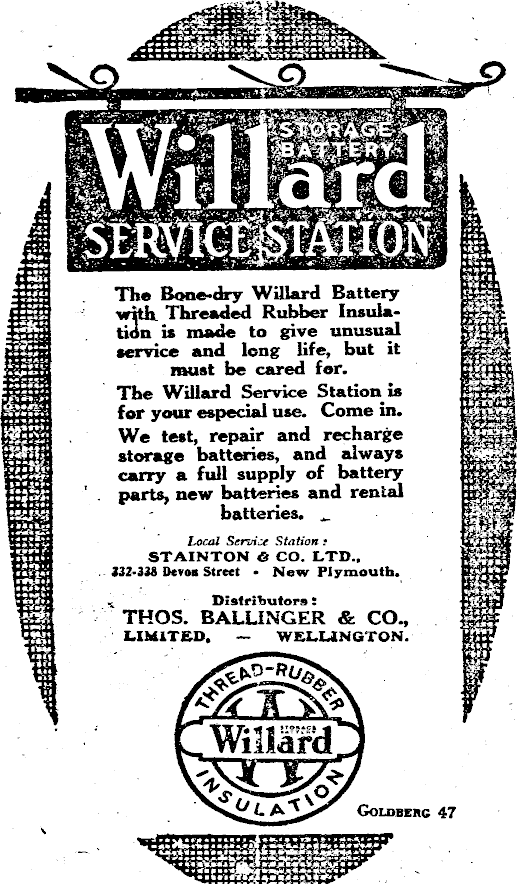 Willard
STORAGE
BATTERY
SERVICE STATION
The Bone-dry Willard Battery
with Threaded Rubber Insula-
tion is made to give unusual
service and long life, but it
must be cared for.
The Willard Service Station is
for your especial use. Come in.
We test, repair and recharge
storage batteries, and always
carry a full supply of battery
parts, new batteries and rental
batteries.
Local Service Station :
STAINTON & CO. LTD.,
332-338 Devon Street - New Plymouth.
Distributors :
THOS. BALLINGER & CO.,
LIMITED, — WELLINGTON.
THREAD-RUBBER
STORAGE
BATTERY
Willard
INSULATION
GOLDBERG 47